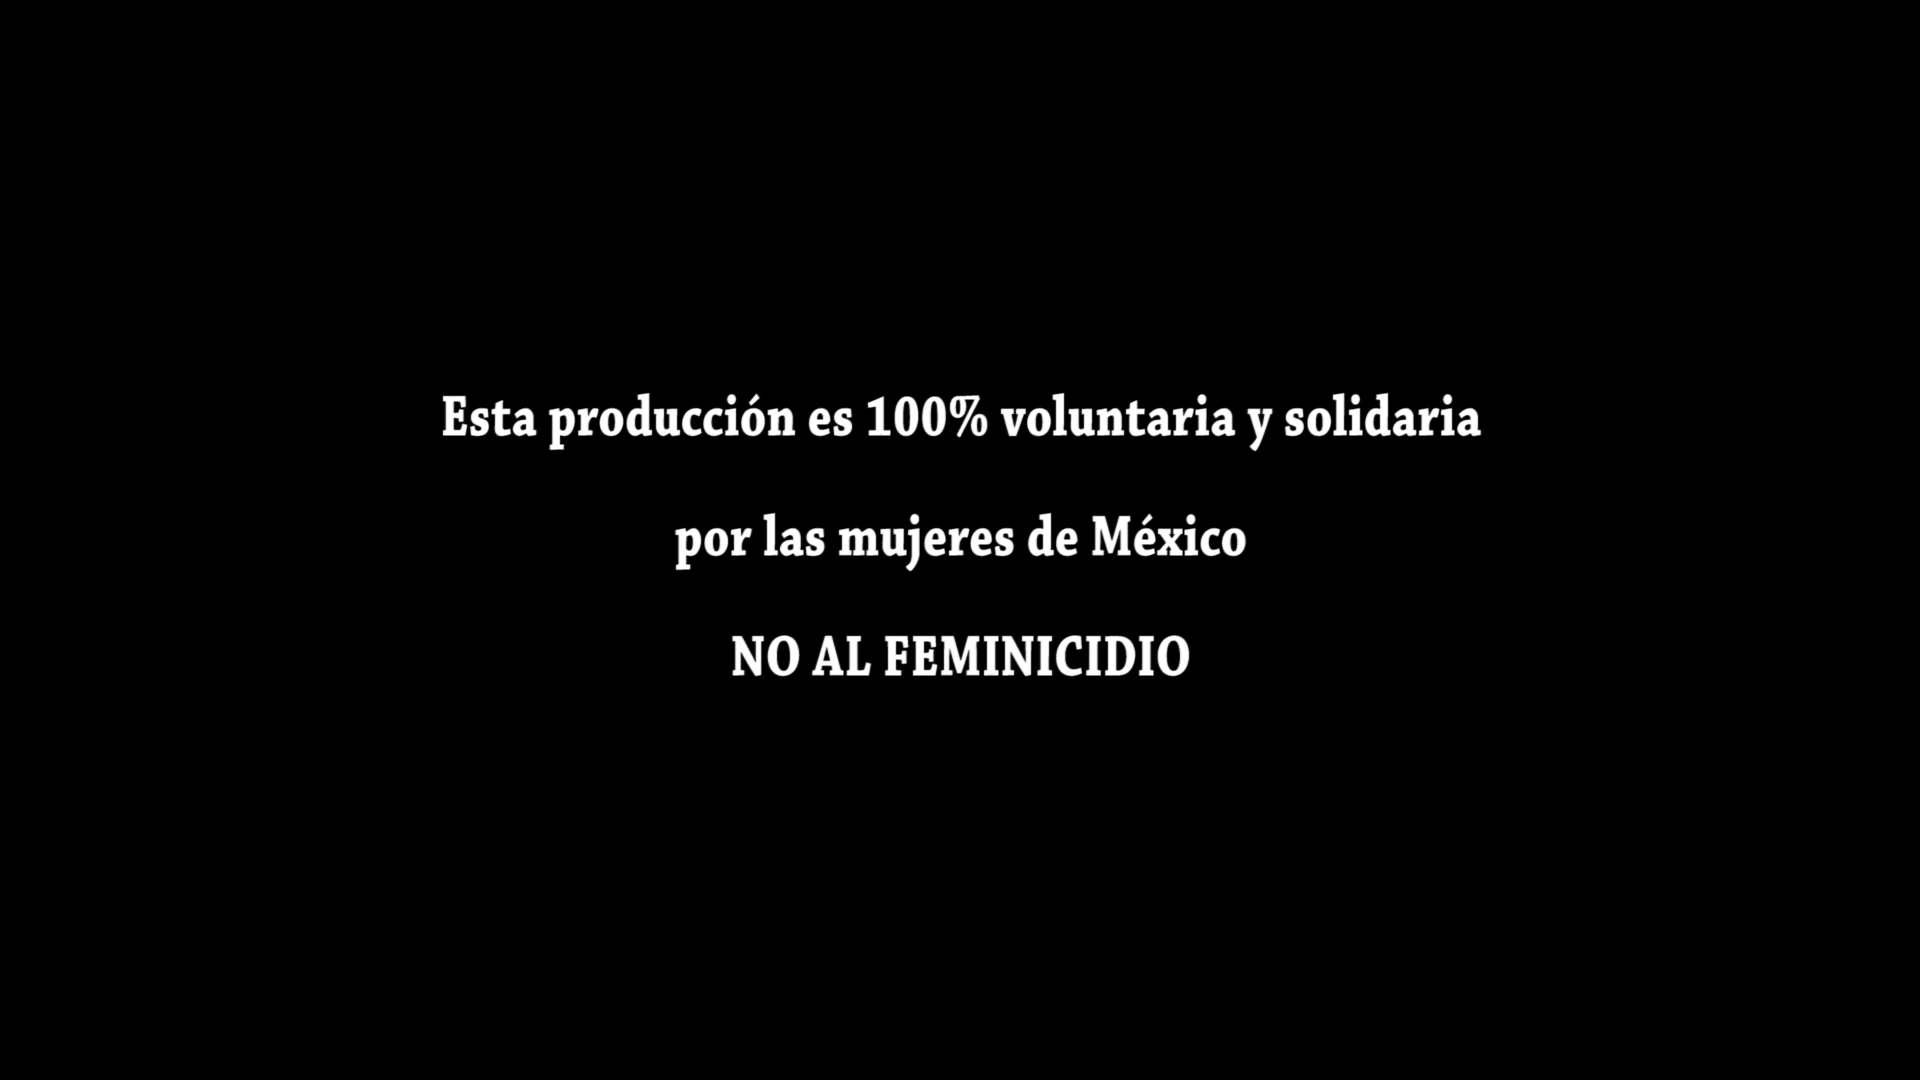 Esta producción es 100% voluntaria y solidaria
por las mujeres de México
NO AL FEMINICIDIO